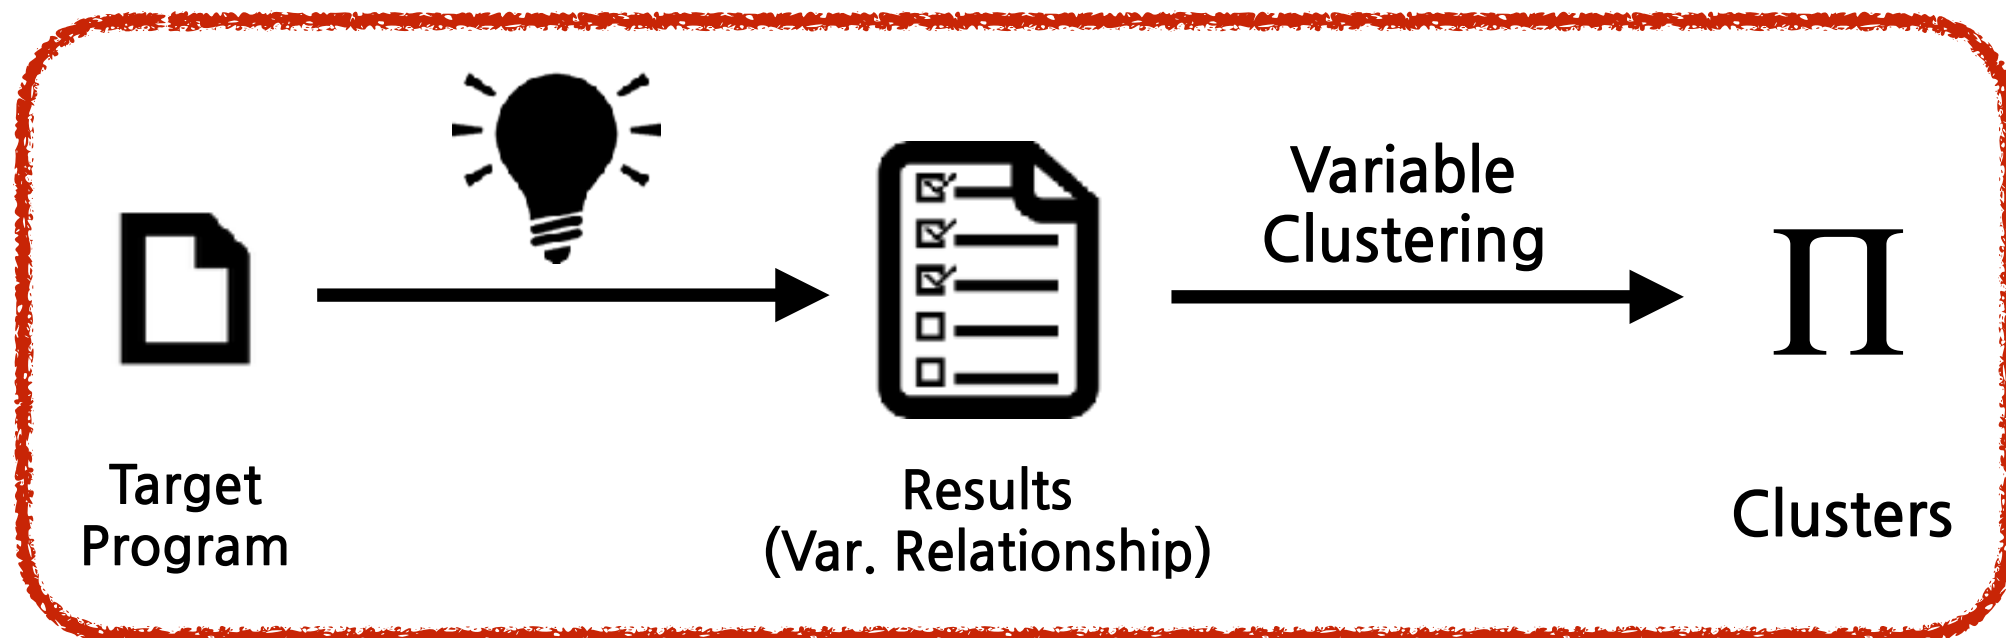 Variable
Clustering
Π
Target
Program
Results
(Var. Relationship)
Clusters